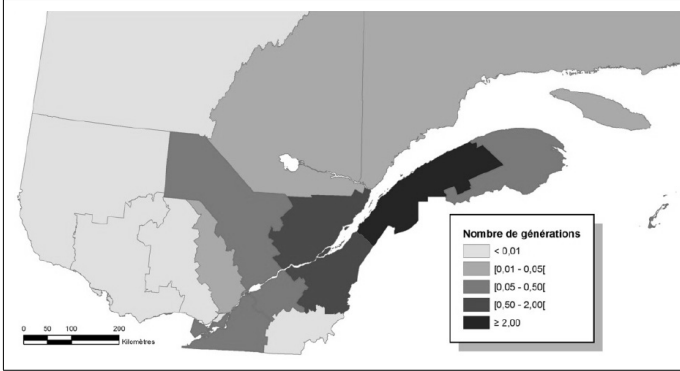 Nombre de générations
< 0,01
[0,01 - 0,05[
[0.05 - 0,50[
[0,50 - 2,00[
≥ 2,00
0 50 100 200
Kilomètres